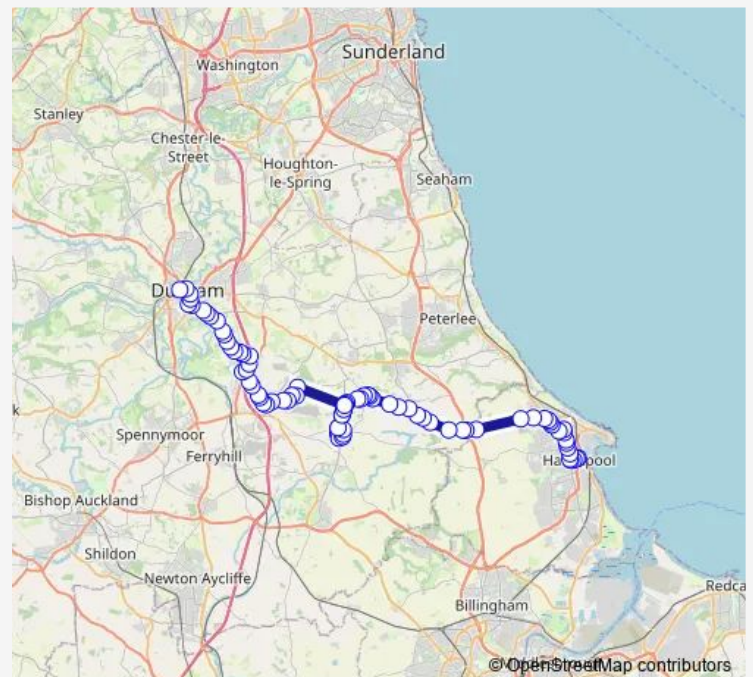 Sunderland
Washington
Stanley
Chester-le-
Street
Houghton-
le-Spring
Seaham
Peterlee
k
Spennymoor
Ferryhill
Bishop Auckland
Shildon
Newton Aycliffe
Billingham
Redca
© OpenStreetMap contributors